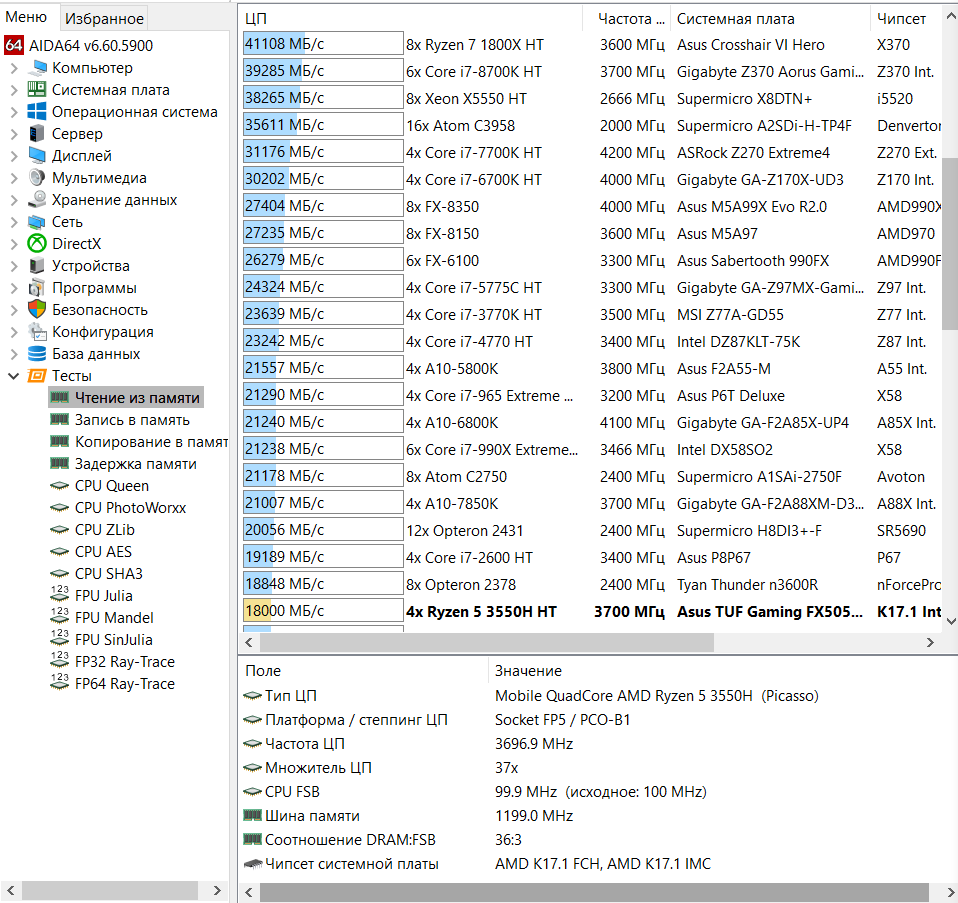 Меню Избранное
64 AIDA64 v6.60.5900
Компьютер
Системная плата
Операционная система
Сервер
Дисплей
Мультимедиа
Хранение данных
Сеть
DirectX
Устройства
Программы
Безопасность
Конфигурация
База данных
Тесты
Чтение из памяти
Запись в память
Копирование в памят
Задержка памяти
CPU Queen
CPU PhotoWorxx
CPU ZLib
CPU AES
CPU SHA3
123 FPU Julia
123 FPU Mandel
123 FPU SinJulia
123 FP32 Ray-Trace
123 FP64 Ray-Trace
ЦП Частота ... Системная плата Чипсет
41108 МБ/с 8x Ryzen 7 1800X HT 3600 МГц Asus Crosshair VI Hero X370
39285 МБ/с 6x Core i7-8700K HT 3700 МГц Gigabyte Z370 Aorus Gami... Z370 Int.
38265 МБ/с 8x Xeon X5550 HT 2666 МГц Supermicro X8DTN+ i5520
35611 МБ/с 16x Atom C3958 2000 МГц Supermicro A2SDi-H-TP4F Denverton
31176 МБ/с 4x Core i7-7700K HT 4200 МГц ASRock Z270 Extreme4 Z270 Ext.
30202 МБ/с 4x Core i7-6700K HT 4000 МГц Gigabyte GA-Z170X-UD3 Z170 Int.
27404 МБ/с 8x FX-8350 4000 МГц Asus M5A99X Evo R2.0 AMD990X
27235 МБ/с 8x FX-8150 3600 МГц Asus M5A97 AMD970
26279 МБ/с 6x FX-6100 3300 МГц Asus Sabertooth 990FX AMD990F
24324 МБ/с 4x Core i7-5775C HT 3300 МГц Gigabyte GA-Z97MX-Gami... Z97 Int.
23639 МБ/с 4x Core i7-3770K HT 3500 МГц MSI Z77A-GD55 Z77 Int.
23242 МБ/с 4x Core i7-4770 HT 3400 МГц Intel DZ87KLT-75K Z87 Int.
21557 МБ/с 4x A10-5800K 3800 МГц Asus F2A55-M A55 Int.
21290 МБ/с 4x Core i7-965 Extreme ... 3200 МГц Asus P6T Deluxe X58
21240 МБ/с 4x A10-6800K 4100 МГц Gigabyte GA-F2A85X-UP4 A85X Int.
21238 МБ/с 6x Core i7-990X Extreme... 3466 МГц Intel DX58SO2 X58
21178 МБ/с 8x Atom C2750 2400 МГц Supermicro A1SAi-2750F Avoton
21007 МБ/с 4x A10-7850K 3700 МГц Gigabyte GA-F2A88XM-D3... A88X Int.
20056 МБ/с 12x Opteron 2431 2400 МГц Supermicro H8DI3+-F SR5690
19189 МБ/с 4x Core i7-2600 HT 3400 МГц Asus P8P67 P67
18848 МБ/с 8x Opteron 2378 2400 МГц Tyan Thunder n3600R nForcePro
18000 МБ/с 4x Ryzen 5 3550H HT 3700 МГц Asus TUF Gaming FX505... K17.1 Int
Поле Значение
Тип ЦП Mobile QuadCore AMD Ryzen 5 3550H (Picasso)
Платформа / степпинг ЦП Socket FP5 / PCO-B1
Частота ЦП 3696.9 MHz
Множитель ЦП 37x
CPU FSB 99.9 MHz (исходное: 100 MHz)
Шина памяти 1199.0 MHz
Соотношение DRAM:FSB 36:3
Чипсет системной платы AMD K17.1 FCH, AMD K17.1 IMC